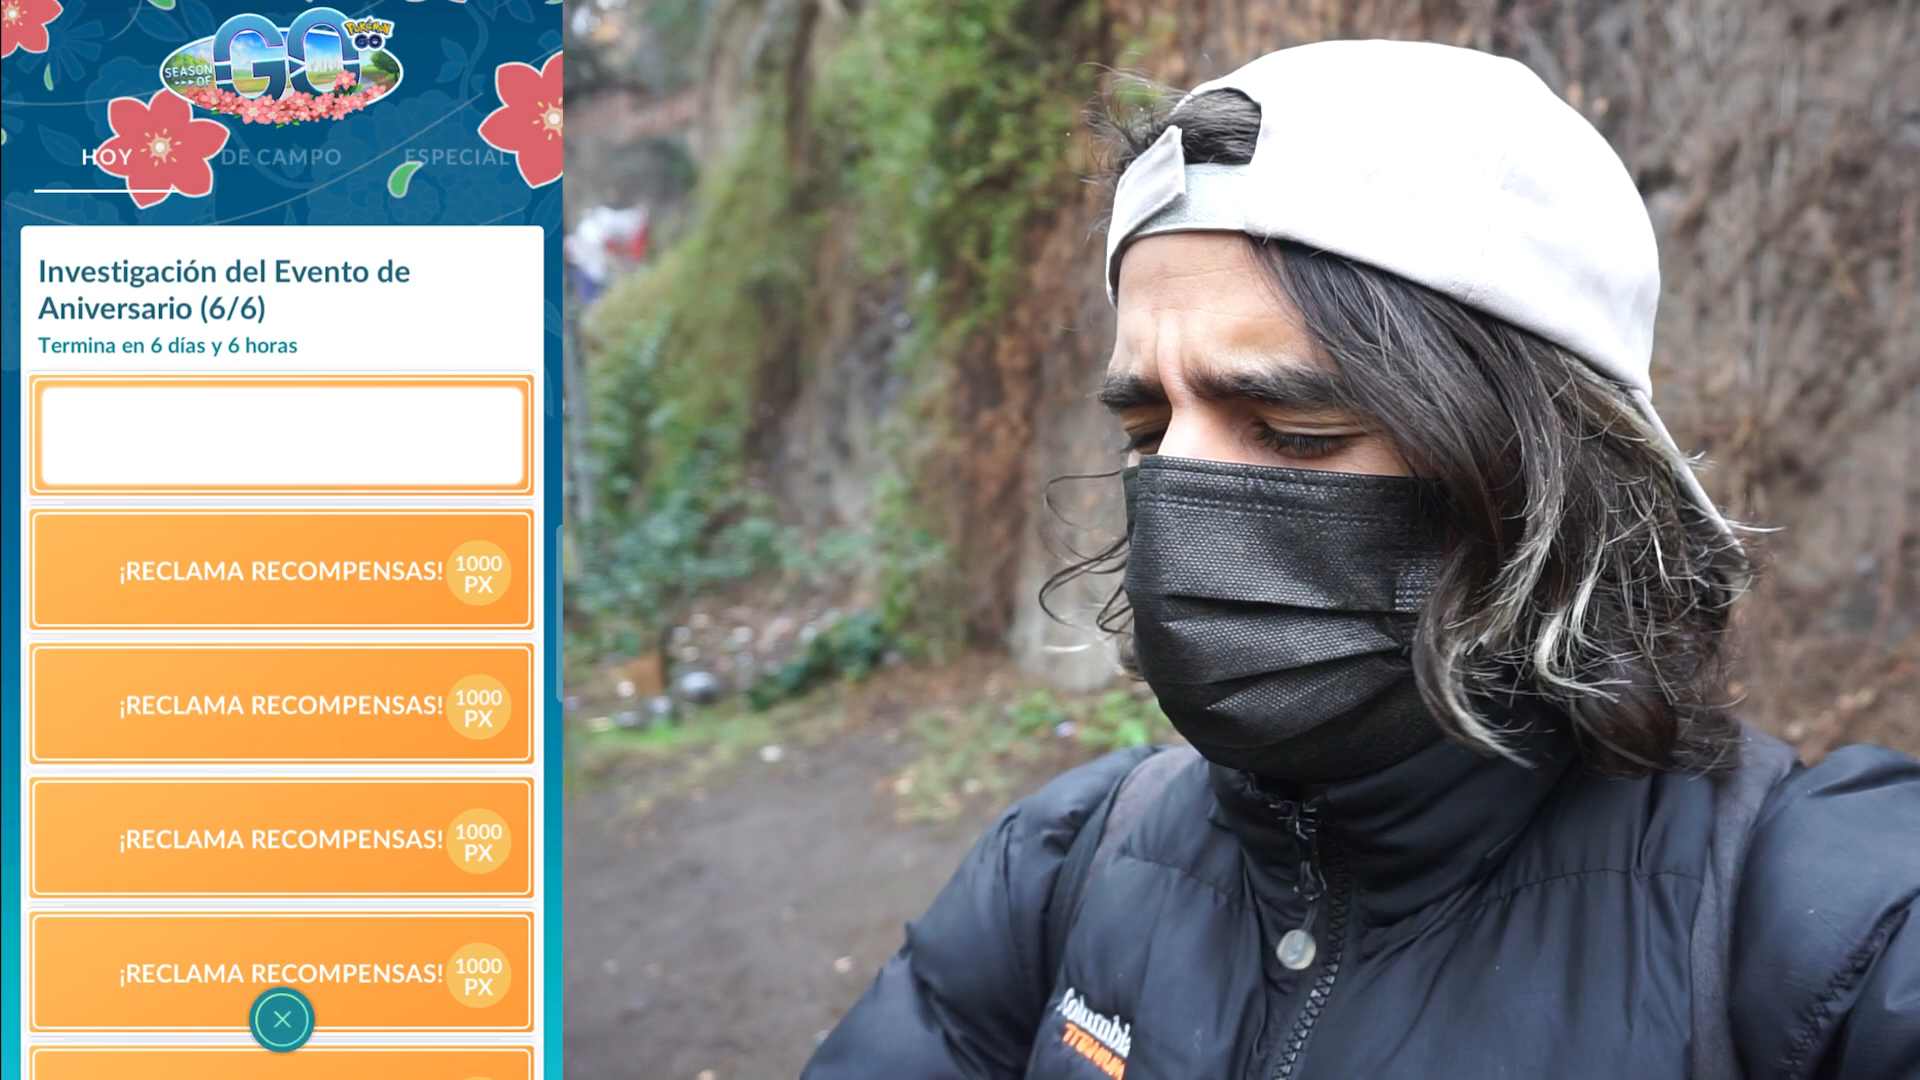 SEASON
OF
GO
Pokémon
GO
HOY
DE CAMPO
ESPECIAL
Investigación del Evento de
Aniversario (6/6)
Termina en 6 días y 6 horas
¡RECLAMA RECOMPENSAS!
1000
PX
¡RECLAMA RECOMPENSAS!
1000
PX
¡RECLAMA RECOMPENSAS!
1000
PX
¡RECLAMA RECOMPENSAS!
1000
PX
Columbia
TITANIUM